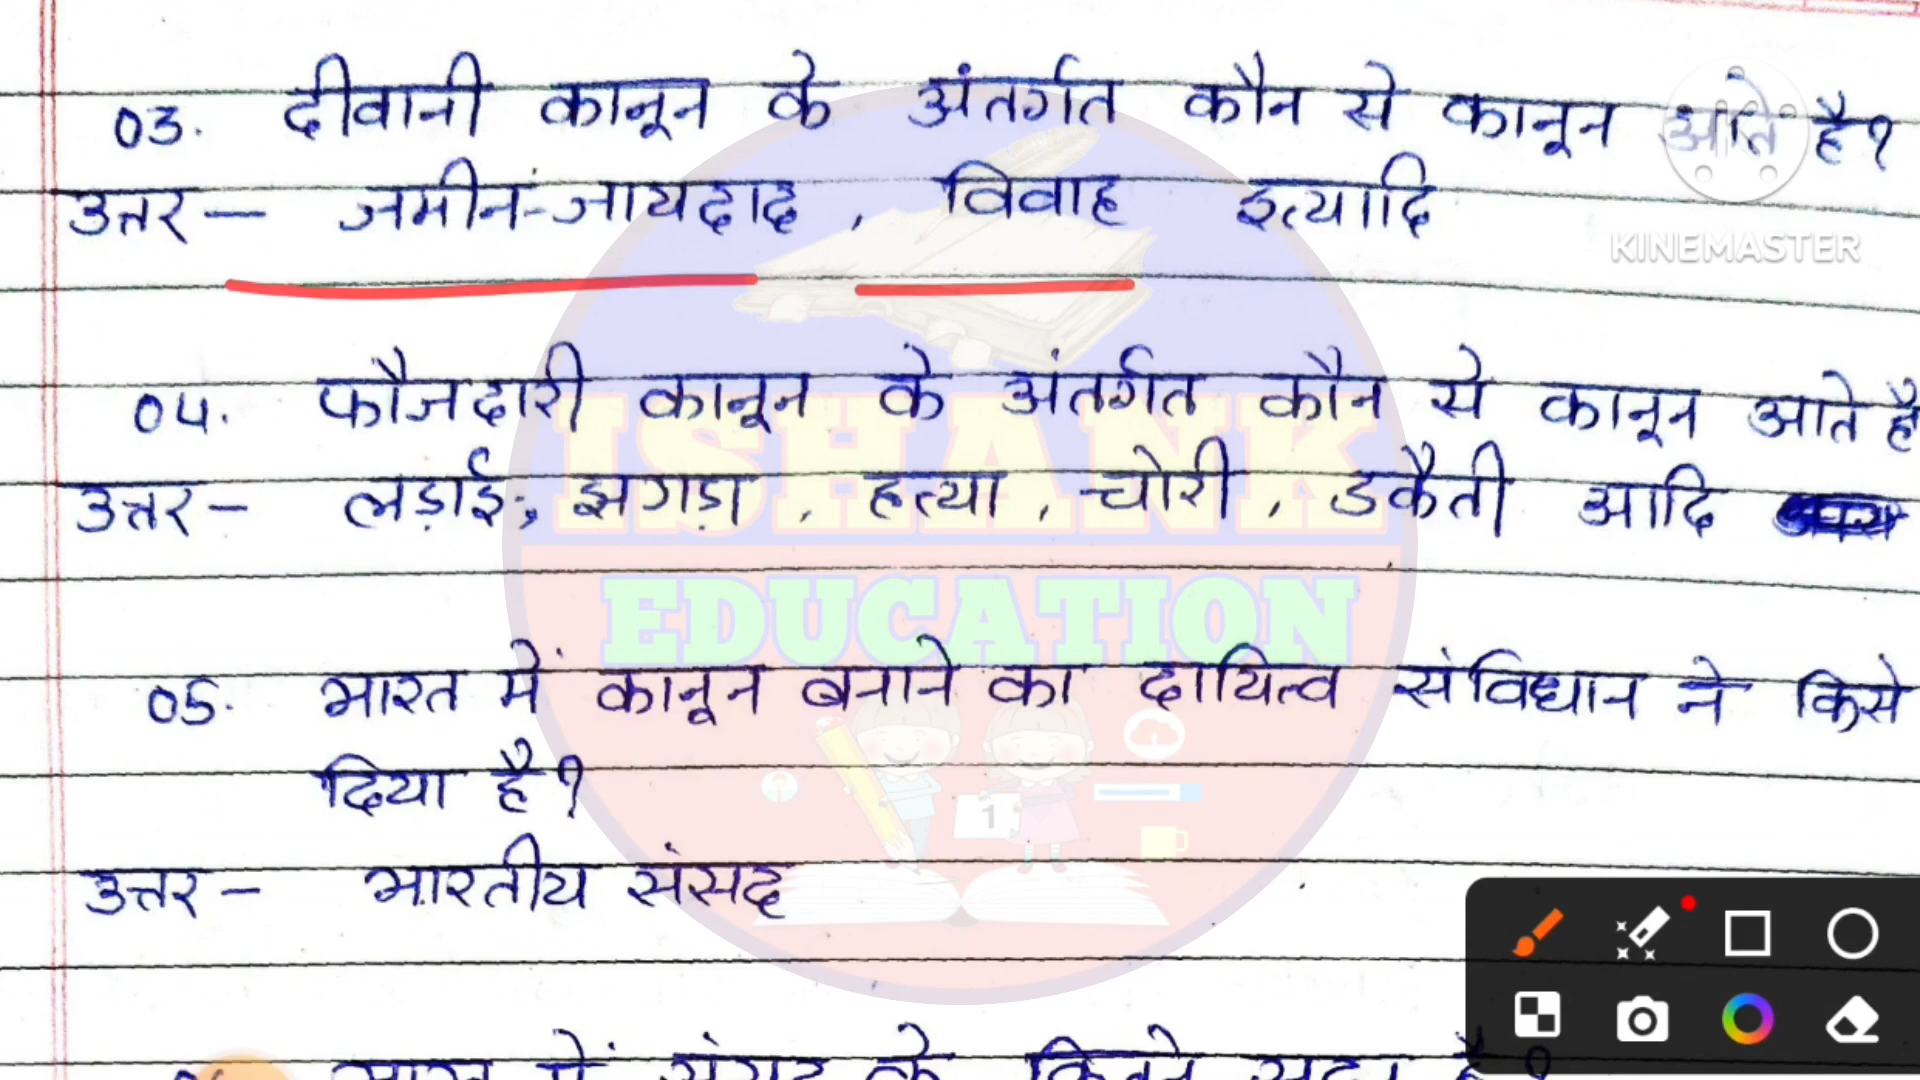 03. दीवानी कानून के अंतर्गत कौन से कानून आते है?
KINEMASTER
उत्तर – जमीन-जायदाद , विवाह इत्यादि
04. फौजदारी कानून के अंतर्गत कौन से कानून आते है
ISHANK
उत्तर – लड़ाई, झगड़ा , हत्या , चोरी , डकैती आदि
EDUCATION
05. भारत में कानून बनाने का दायित्व संविधान ने किसे
दिया है?
1
उत्तर – भारतीय संसद
में के है?